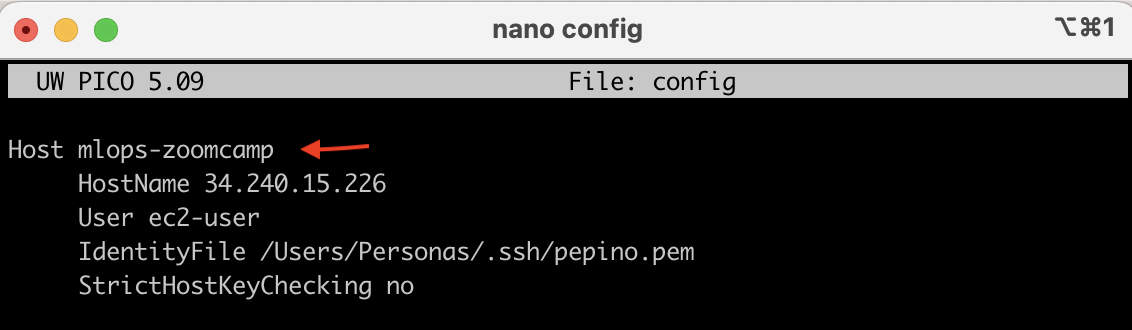 nano config
⌥⌘1
UW PICO 5.09 File: config
Host mlops-zoomcamp
HostName 34.240.15.226
User ec2-user
IdentityFile /Users/Personas/.ssh/pepino.pem
StrictHostKeyChecking no